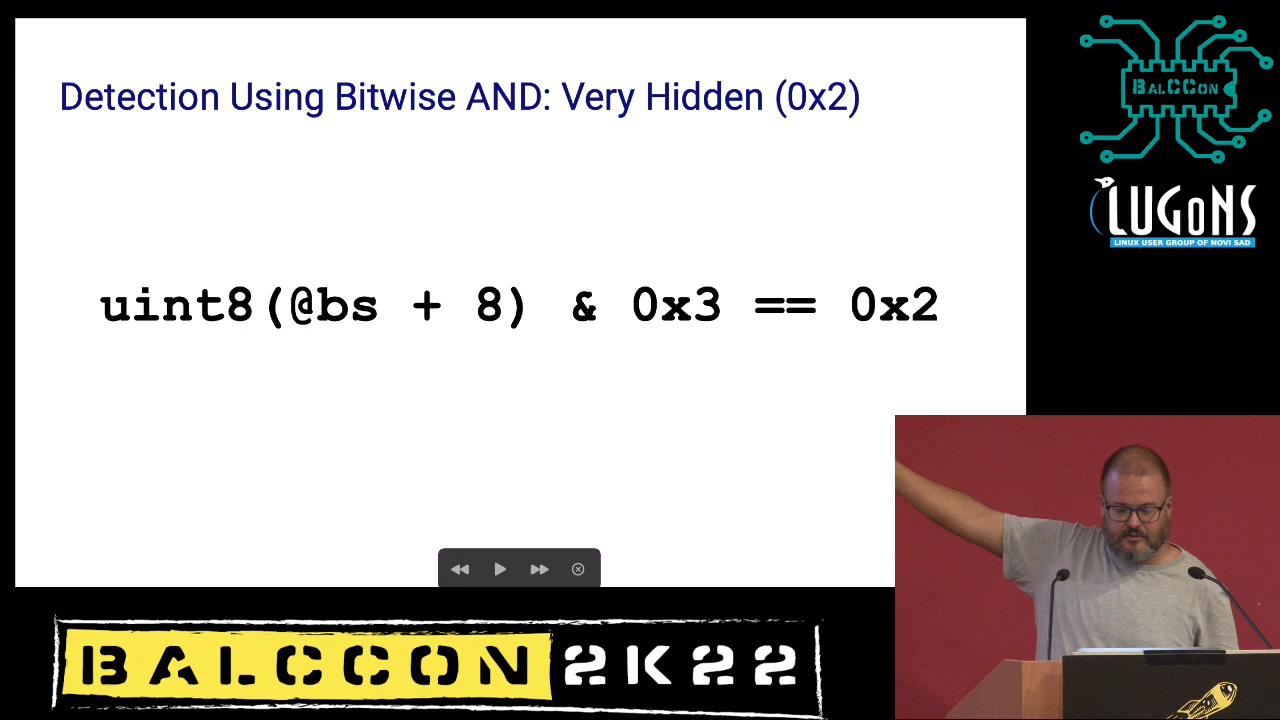 Detection Using Bitwise AND: Very Hidden (0x2)
uint8(@bs + 8) & 0x3 == 0x2
BALCCON
LUGoNS
LINUX USER GROUP OF NOVI SAD
BALCCON 2K22